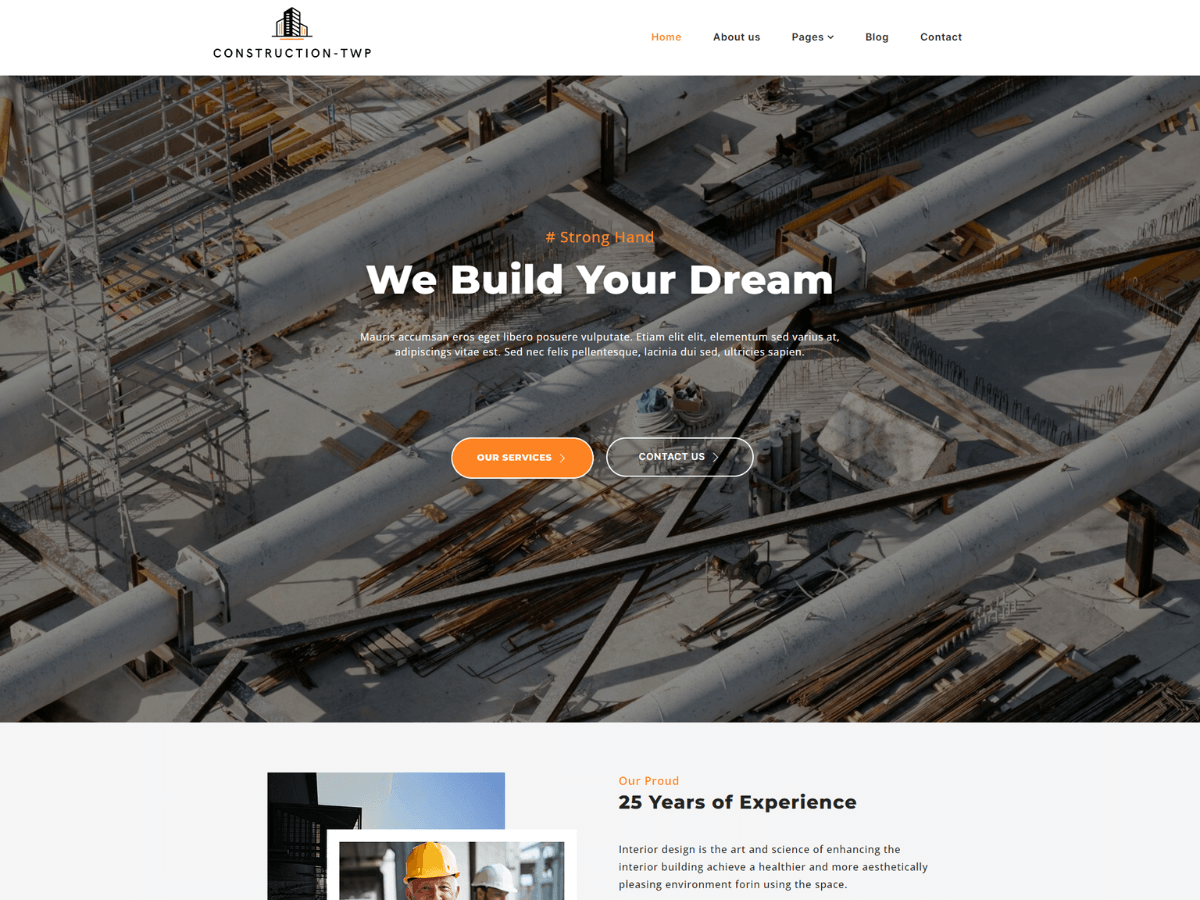 CONSTRUCTION-TWP
Home
About us
Pages
Blog
Contact
# Strong Hand
We Build Your Dream
Mauris accumsan eros eget libero posuere vulputate. Etiam elit elit, elementum sed varius at,
adipiscings vitae est. Sed nec felis pellentesque, lacinia dui sed, ultricies sapien.
OUR SERVICES
CONTACT US
Our Proud
25 Years of Experience
Interior design is the art and science of enhancing the
interior building achieve a healthier and more aesthetically
pleasing environment forin using the space.